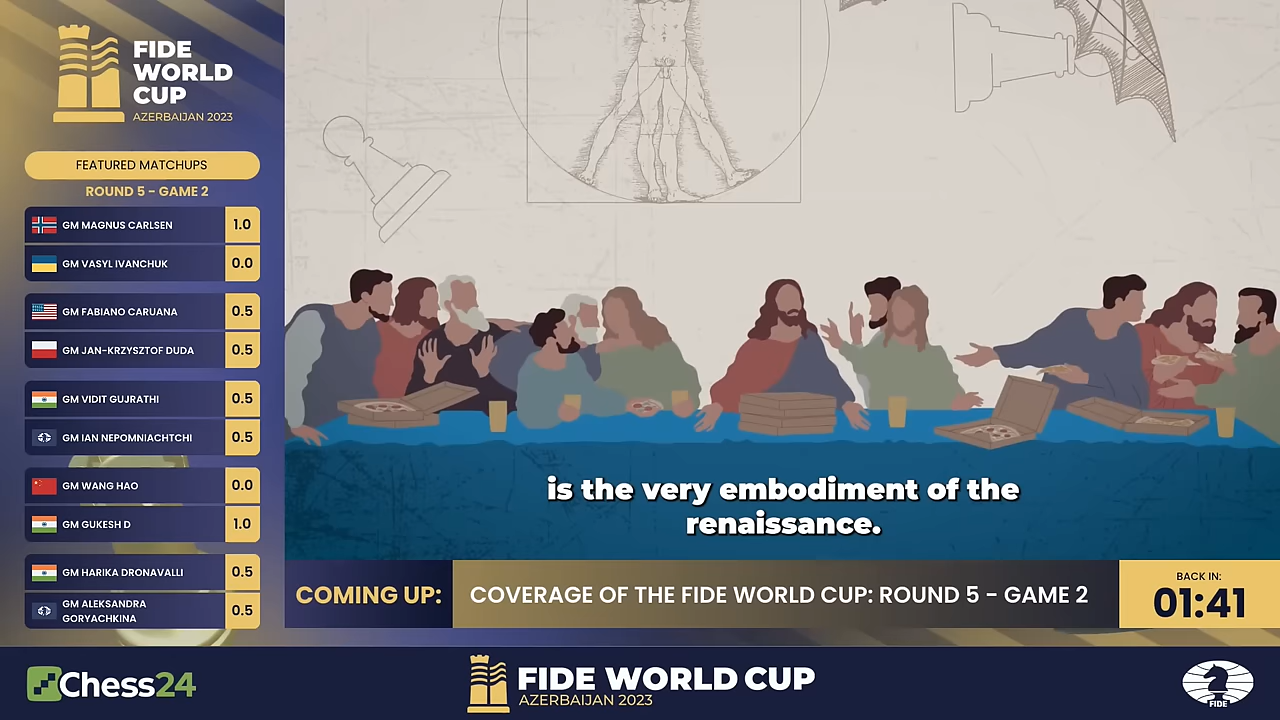 FIDE
WORLD
CUP
AZERBAIJAN 2023
FEATURED MATCHUPS
ROUND 5 - GAME 2
GM MAGNUS CARLSEN 1.0
GM VASYL IVANCHUK 0.0
GM FABIANO CARUANA 0.5
GM JAN-KRZYSZTOF DUDA 0.5
GM VIDIT GUJRATHI 0.5
GM IAN NEPOMNIACHTCHI 0.5
GM WANG HAO 0.0
GM GUKESH D 1.0
GM HARIKA DRONAVALLI 0.5
GM ALEKSANDRA
GORYACHKINA 0.5
is the very embodiment of the
renaissance.
COMING UP: COVERAGE OF THE FIDE WORLD CUP: ROUND 5 - GAME 2
BACK IN:
01:41
Chess24
FIDE WORLD CUP
AZERBAIJAN 2023
FIDE